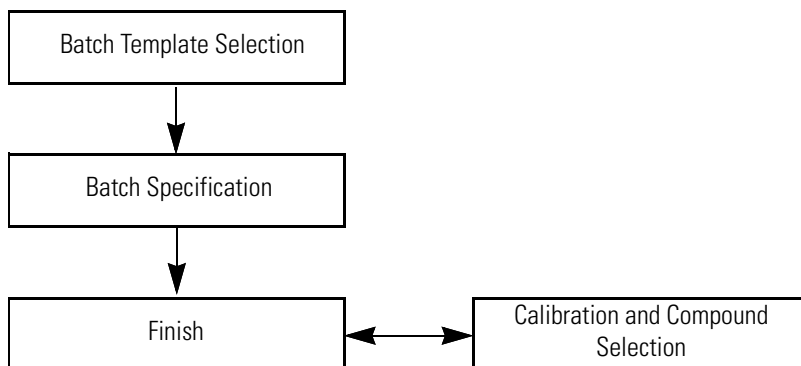 Batch Template Selection
Batch Specification
Finish
Calibration and Compound
Selection